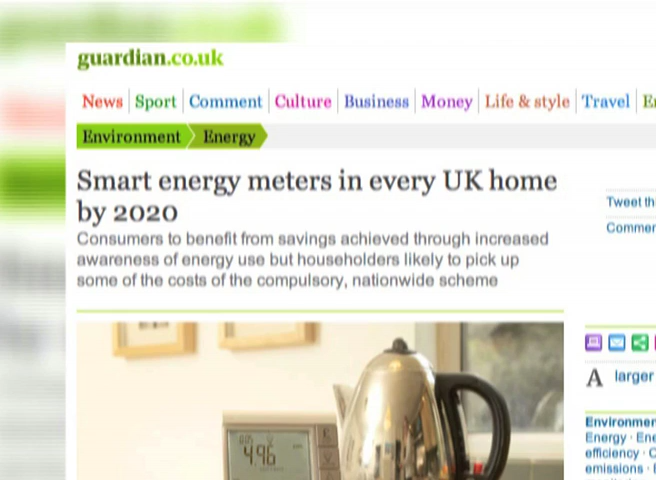 guardian.co.uk
News Sport Comment Culture Business Money Life & style Travel
Environment Energy
Smart energy meters in every UK home
by 2020
Consumers to benefit from savings achieved through increased
awareness of energy use but householders likely to pick up
some of the costs of the compulsory, nationwide scheme
Tweet th
Commer
A larger
Environmen
Energy · Ene
efficiency · C
emissions ·
4.96